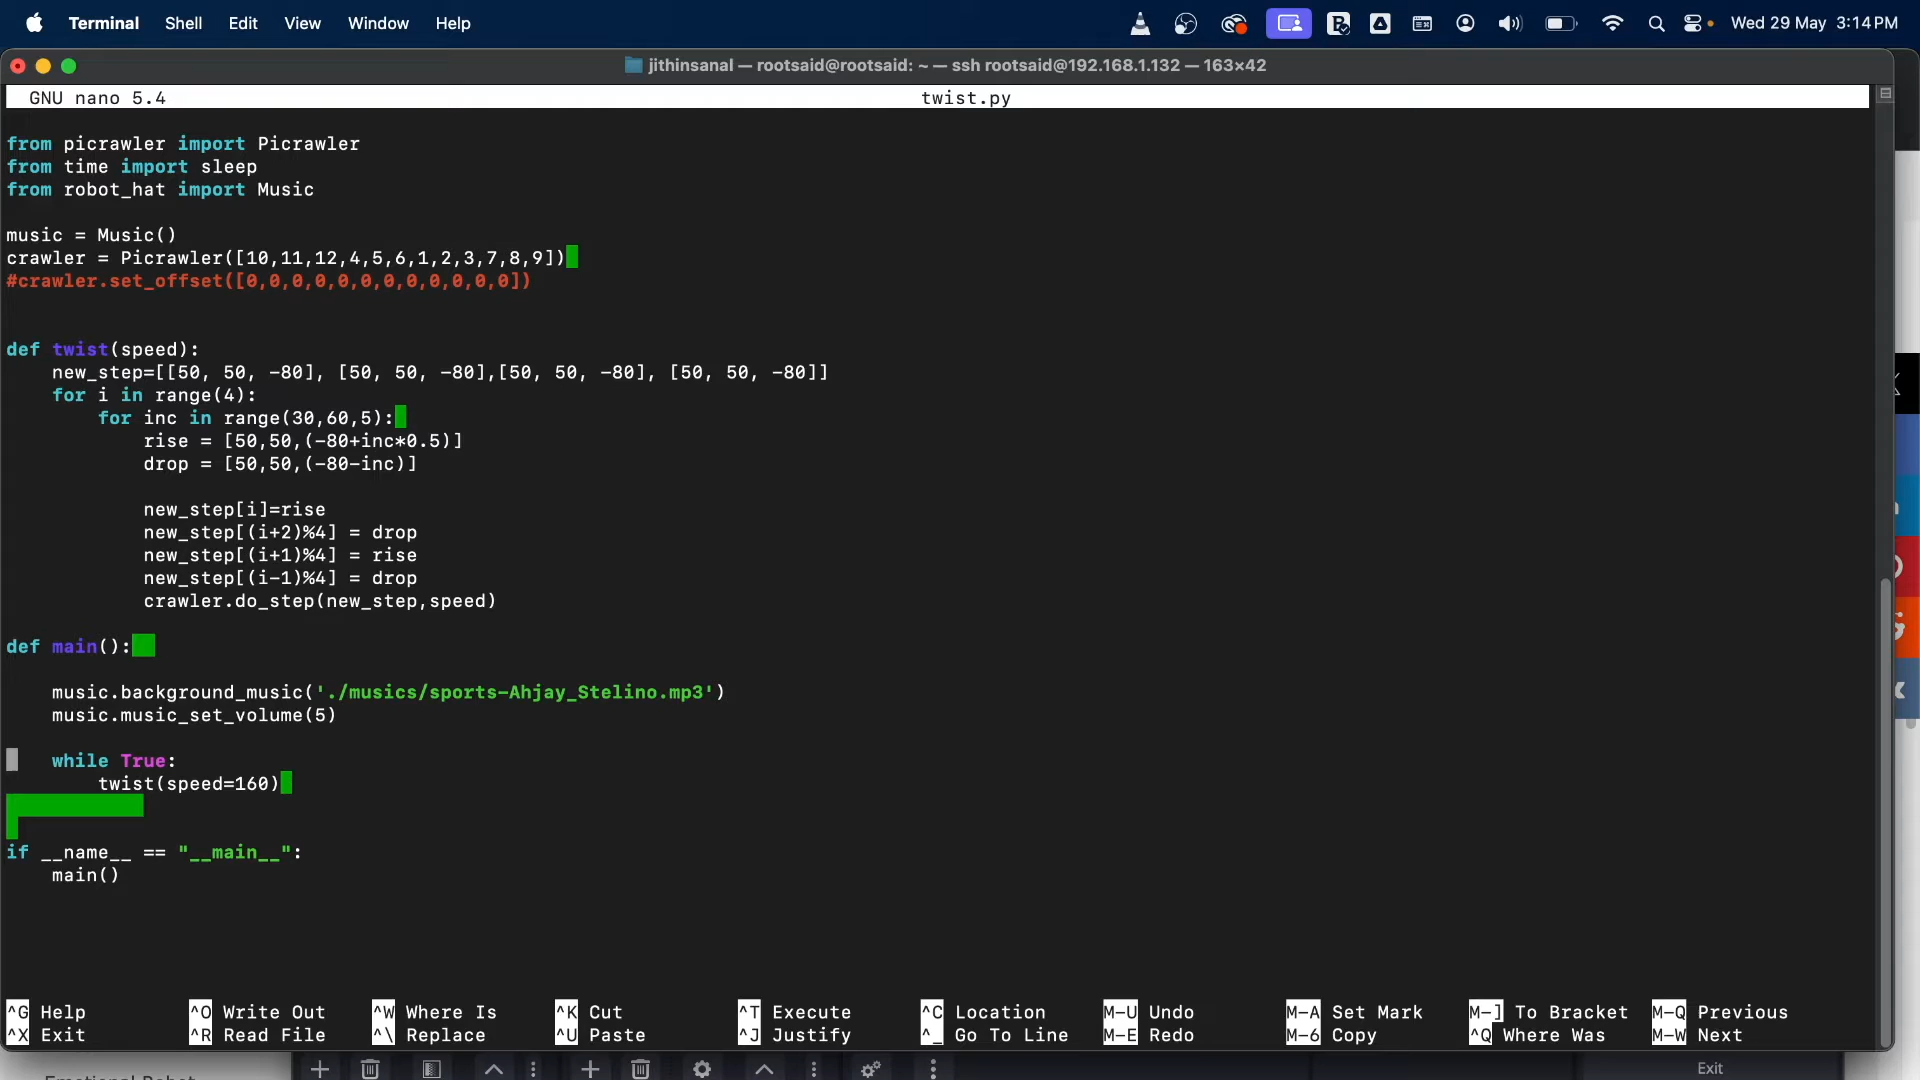 Terminal Shell Edit View Window Help Wed 29 May 3:14 PM
jithinsanal — rootsaid@rootsaid: ~ — ssh rootsaid@192.168.1.132 — 163×42
GNU nano 5.4 twist.py
from picrawler import Picrawler
from time import sleep
from robot_hat import Music
music = Music()
crawler = Picrawler([10,11,12,4,5,6,1,2,3,7,8,9])
#crawler.set_offset([0,0,0,0,0,0,0,0,0,0,0,0])
def twist(speed):
    new_step=[[50, 50, -80], [50, 50, -80],[50, 50, -80], [50, 50, -80]]
    for i in range(4):
        for inc in range(30,60,5):
            rise = [50,50,(-80+inc*0.5)]
            drop = [50,50,(-80-inc)]
            new_step[i]=rise
            new_step[(i+2)%4] = drop
            new_step[(i+1)%4] = rise
            new_step[(i-1)%4] = drop
            crawler.do_step(new_step,speed)
def main():
    music.background_music('./musics/sports-Ahjay_Stelino.mp3')
    music.music_set_volume(5)
    while True:
        twist(speed=160)
if __name__ == "__main__":
    main()
^G Help ^O Write Out ^W Where Is ^K Cut ^T Execute ^C Location M-U Undo M-A Set Mark M-] To Bracket M-Q Previous
^X Exit ^R Read File ^\ Replace ^U Paste ^J Justify ^_ Go To Line M-E Redo M-6 Copy ^Q Where Was M-W Next
Exit